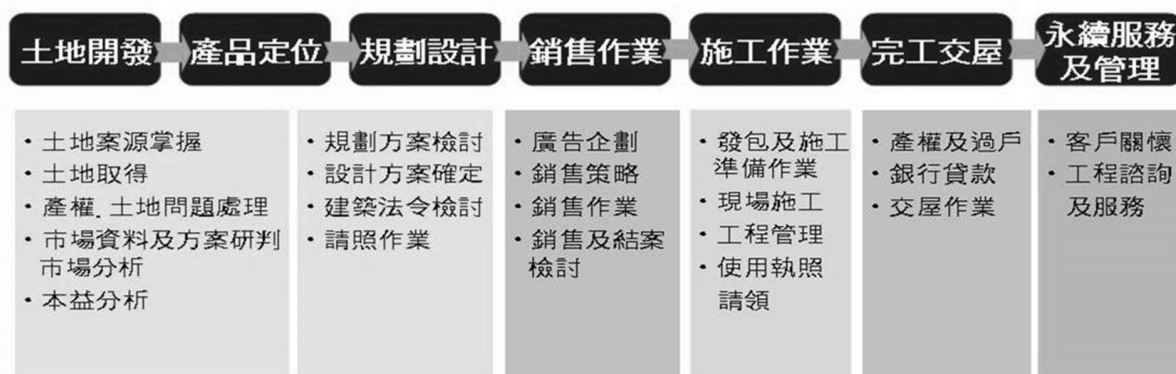 土地開發
產品定位
規劃設計
銷售作業
施工作業
完工交屋
永續服務
及管理
• 土地案源掌握
• 土地取得
• 產權. 土地問題處理
• 市場資料及方案研判
市場分析
• 本益分析
• 規劃方案檢討
• 設計方案確定
• 建築法令檢討
• 請照作業
• 廣告企劃
• 銷售策略
• 銷售作業
• 銷售及結案
檢討
• 發包及施工
準備作業
• 現場施工
• 工程管理
• 使用執照
請領
• 產權及過戶
• 銀行貸款
• 交屋作業
• 客戶關懷
• 工程諮詢
及服務